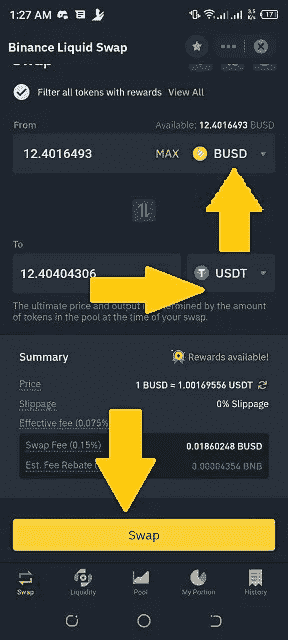 1:27 AM
17
Binance Liquid Swap
Swap
Filter all tokens with rewards View All
From Available: 12.4016493 BUSD
12.4016493 MAX BUSD
To
12.40404306 USDT
The ultimate price and output is determined by the amount
of tokens in the pool at the time of your swap.
Summary Rewards available!
Price 1 BUSD = 1.00169556 USDT
Slippage 0% Slippage
Effective fee (0.075%
Swap Fee (0.15%) 0.01860248 BUSD
Est. Fee Rebate 0.00004354 BNB
Swap
Swap Liquidity Pool My Portion History